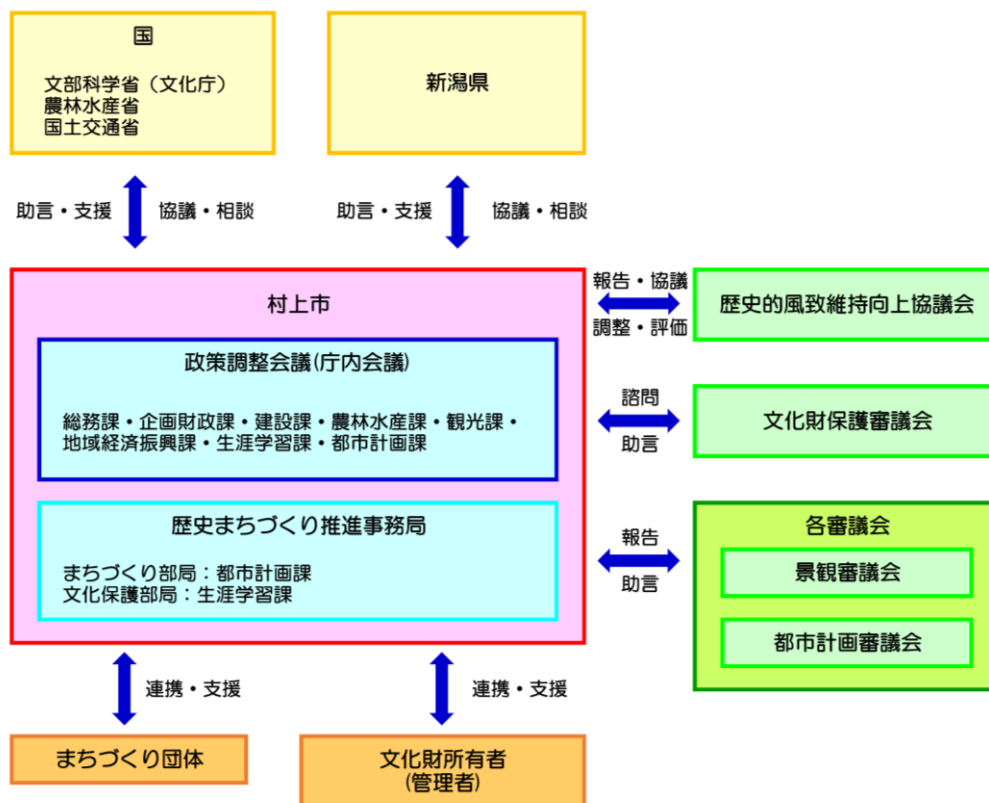 国
文部科学省（文化庁）
農林水産省
国土交通省
新潟県
助言・支援
協議・相談
助言・支援
協議・相談
村上市
政策調整会議(庁内会議)
総務課・企画財政課・建設課・農林水産課・観光課・
地域経済振興課・生涯学習課・都市計画課
歴史まちづくり推進事務局
まちづくり部局：都市計画課
文化保護部局：生涯学習課
報告・協議
調整・評価
歴史的風致維持向上協議会
諮問
助言
文化財保護審議会
報告
助言
各審議会
景観審議会
都市計画審議会
連携・支援
連携・支援
まちづくり団体
文化財所有者
(管理者)